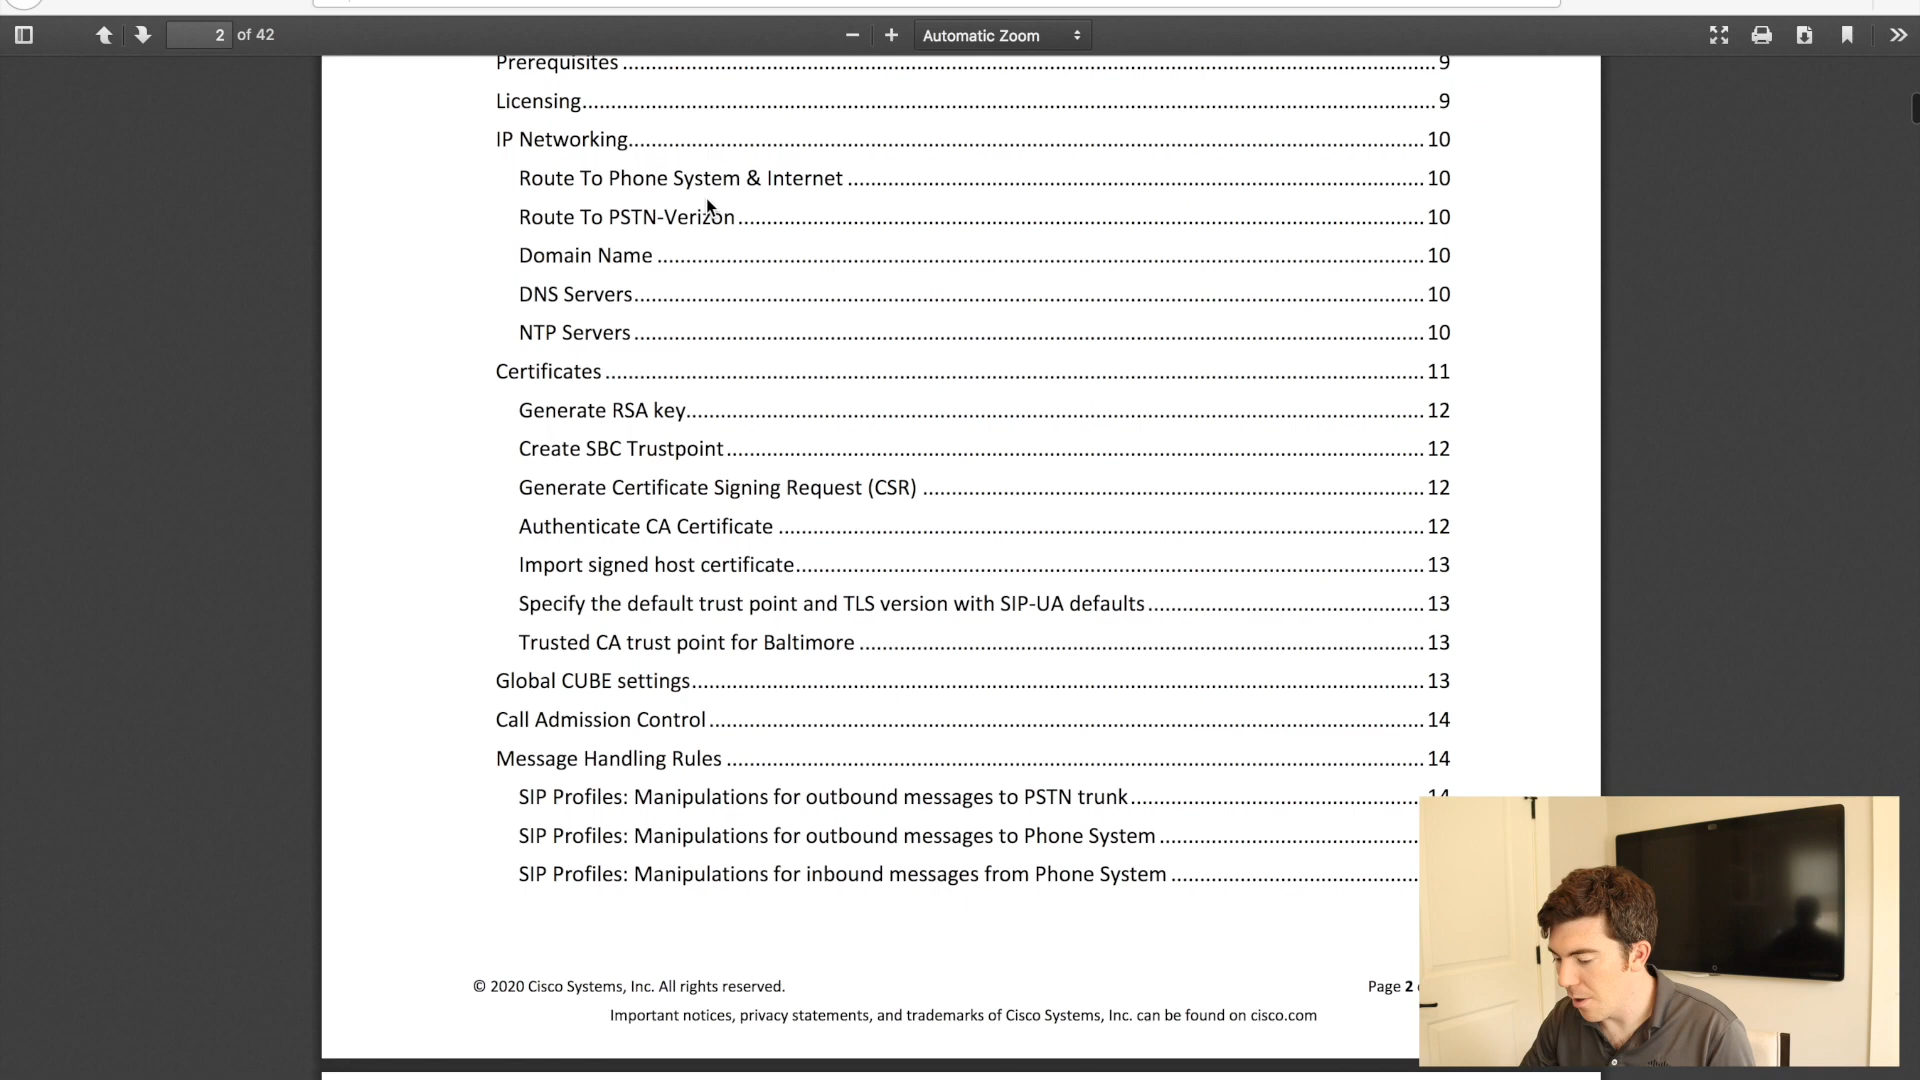 2 of 42
Automatic Zoom
Prerequisites ........ 9
Licensing........ 9
IP Networking........ 10
Route To Phone System & Internet ........ 10
Route To PSTN-Verizon ........ 10
Domain Name ........ 10
DNS Servers ........ 10
NTP Servers ........ 10
Certificates ........ 11
Generate RSA key........ 12
Create SBC Trustpoint ........ 12
Generate Certificate Signing Request (CSR) ........ 12
Authenticate CA Certificate ........ 12
Import signed host certificate........ 13
Specify the default trust point and TLS version with SIP-UA defaults ........ 13
Trusted CA trust point for Baltimore ........ 13
Global CUBE settings........ 13
Call Admission Control ........ 14
Message Handling Rules ........ 14
SIP Profiles: Manipulations for outbound messages to PSTN trunk........ 14
SIP Profiles: Manipulations for outbound messages to Phone System ........
SIP Profiles: Manipulations for inbound messages from Phone System ........
© 2020 Cisco Systems, Inc. All rights reserved. Page 2
Important notices, privacy statements, and trademarks of Cisco Systems, Inc. can be found on cisco.com